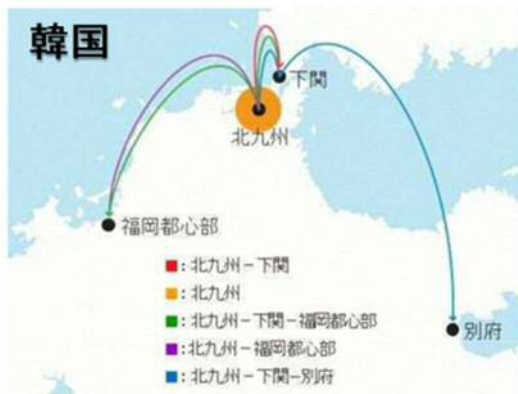 韓国
下関
北九州
福岡都心部
■:北九州－下関
■:北九州
■:北九州－下関－福岡都心部
■:北九州－福岡都心部
■:北九州－下関－別府
別府